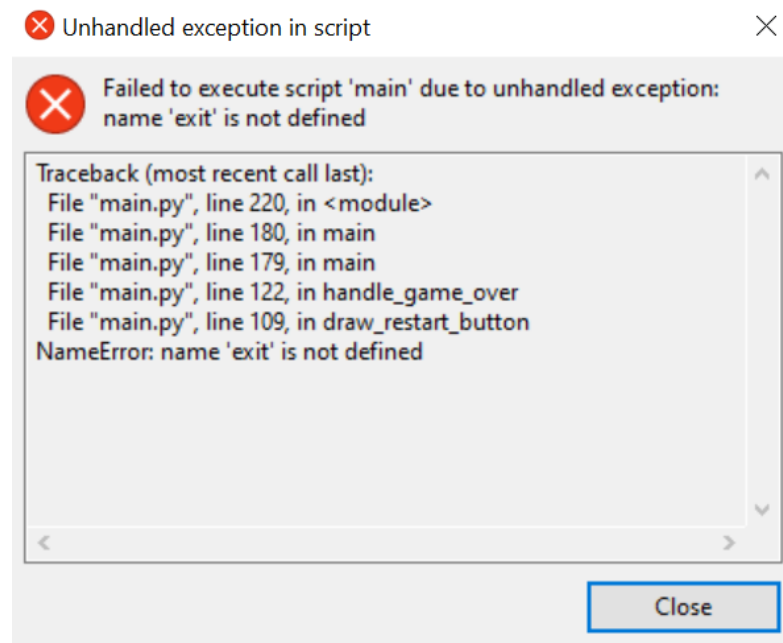 Unhandled exception in script
Failed to execute script 'main' due to unhandled exception:
name 'exit' is not defined
Traceback (most recent call last):
File "main.py", line 220, in <module>
File "main.py", line 180, in main
File "main.py", line 179, in main
File "main.py", line 122, in handle_game_over
File "main.py", line 109, in draw_restart_button
NameError: name 'exit' is not defined
Close